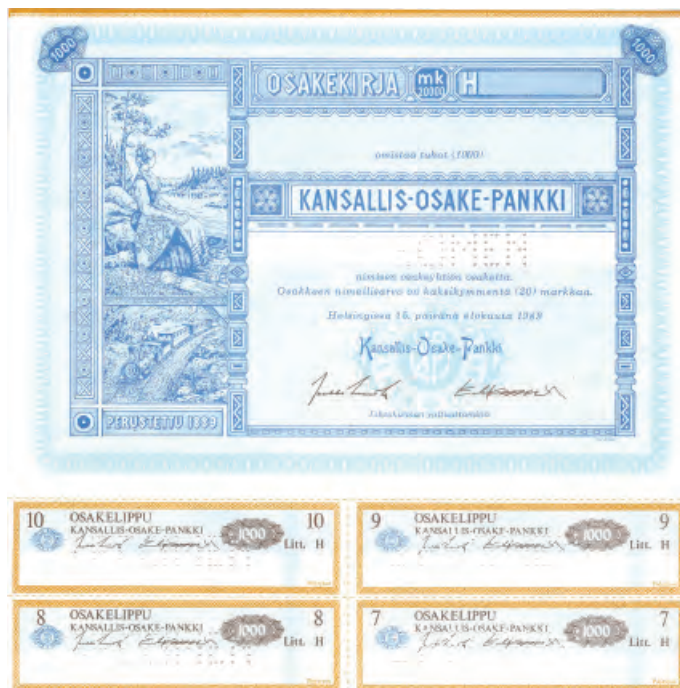 1000 1000
OSAKEKIRJA mk 20000 H
omistaa tuhat (1000)
KANSALLIS-OSAKE-PANKKI
nimisen osakeyhtiön osaketta.
Osakkeen nimellisarvo on kaksikymmentä (20) markkaa.
Helsingissä 16. päivänä elokuuta 1989
Kansallis-Osake-Pankki
PERUSTETTU 1889
10 OSAKELIPPU 10
KANSALLIS-OSAKE-PANKKI 1000
Litt. H
9 OSAKELIPPU 9
KANSALLIS-OSAKE-PANKKI 1000
Litt. H
8 OSAKELIPPU 8
KANSALLIS-OSAKE-PANKKI 1000
Litt. H
7 OSAKELIPPU 7
KANSALLIS-OSAKE-PANKKI 1000
Litt. H